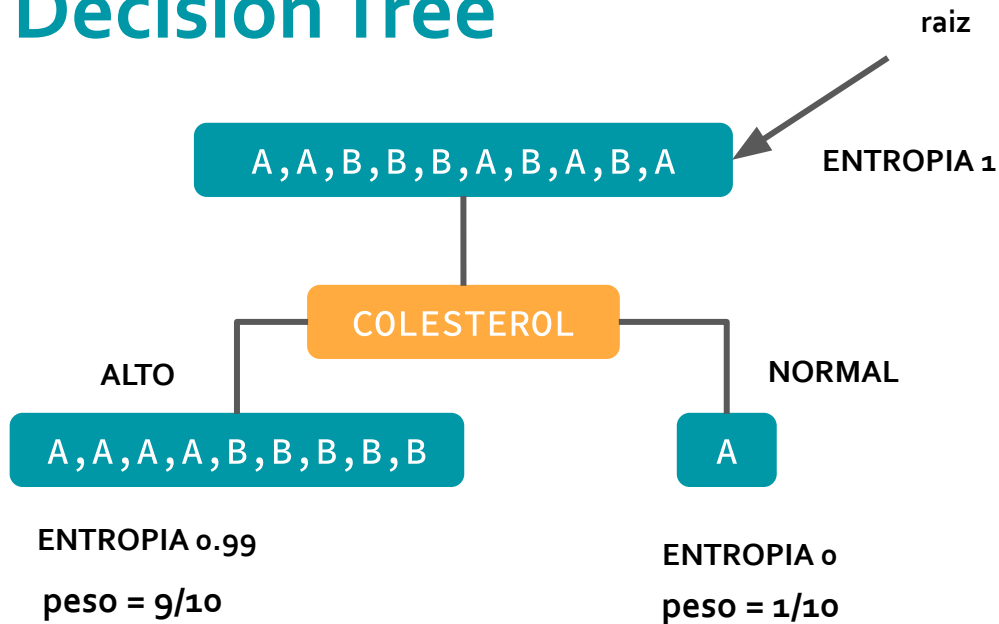 Decision Tree
raiz
A,A,B,B,B,A,B,A,B,A
ENTROPIA 1
COLESTEROL
ALTO
NORMAL
A,A,A,A,B,B,B,B,B
A
ENTROPIA 0.99
ENTROPIA 0
peso = 9/10
peso = 1/10